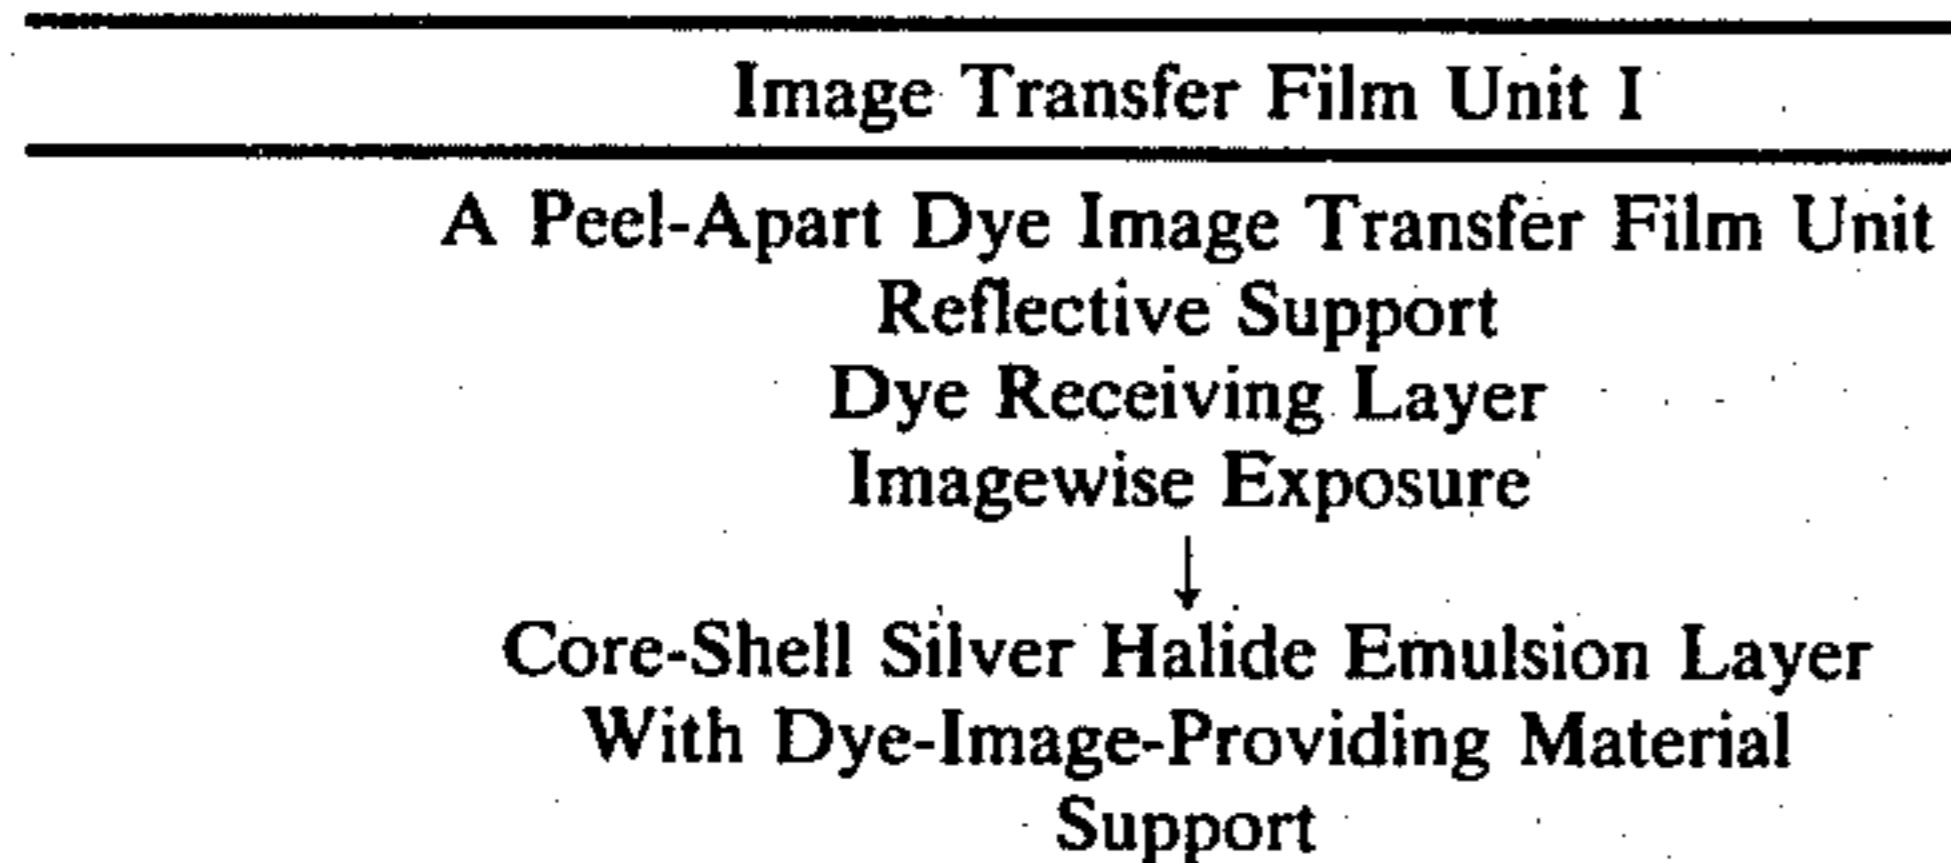 Image Transfer Film Unit I
A Peel-Apart Dye Image Transfer Film Unit
Reflective Support
Dye Receiving Layer
Imagewise Exposure
↓
Core-Shell Silver Halide Emulsion Layer
With Dye-Image-Providing Material
Support